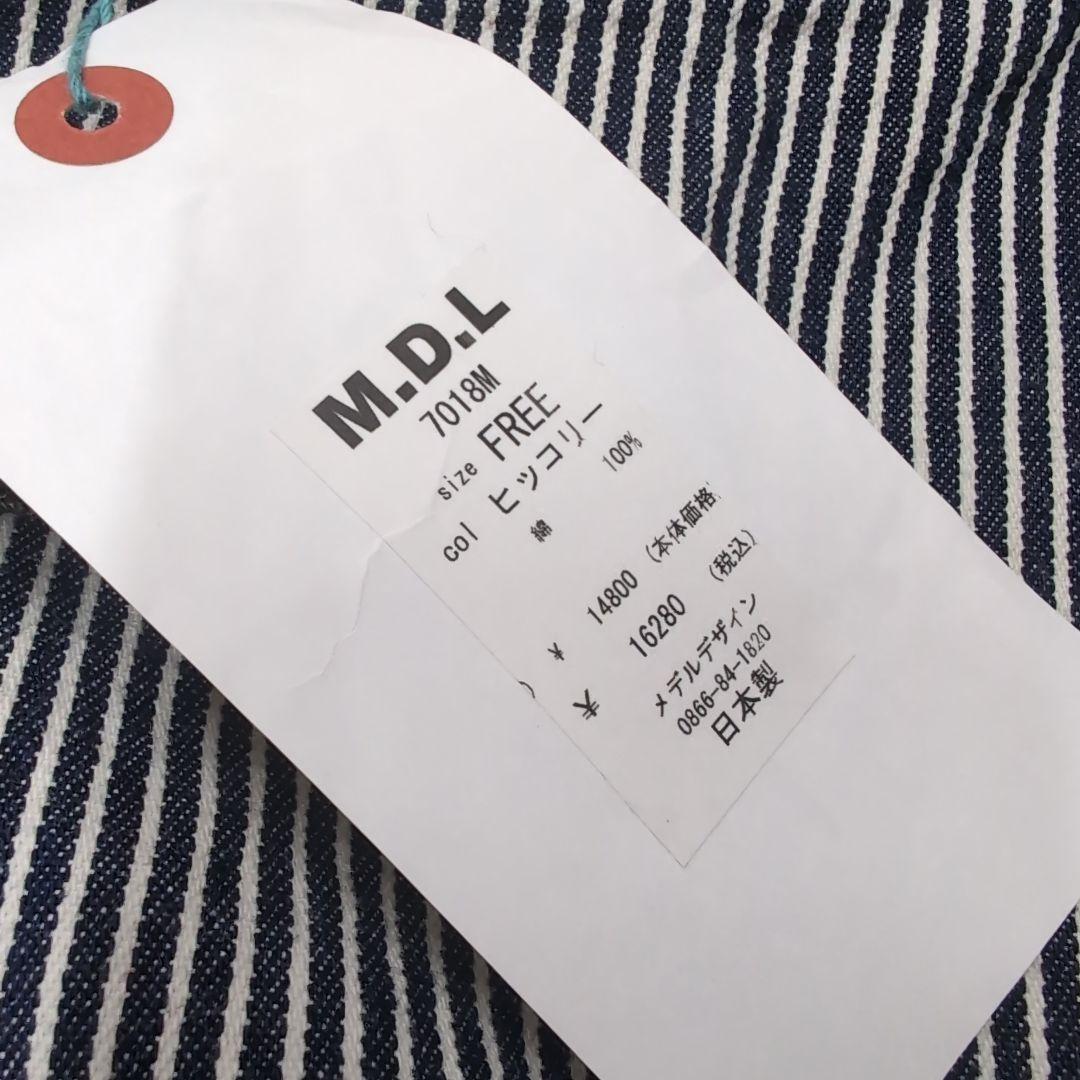 M.D.L
7018M
size FREE
col ヒッコリー
綿 100%
14800 (本体価格)
16280 (税込)
メデルデザイン
0866-84-1820
日本製